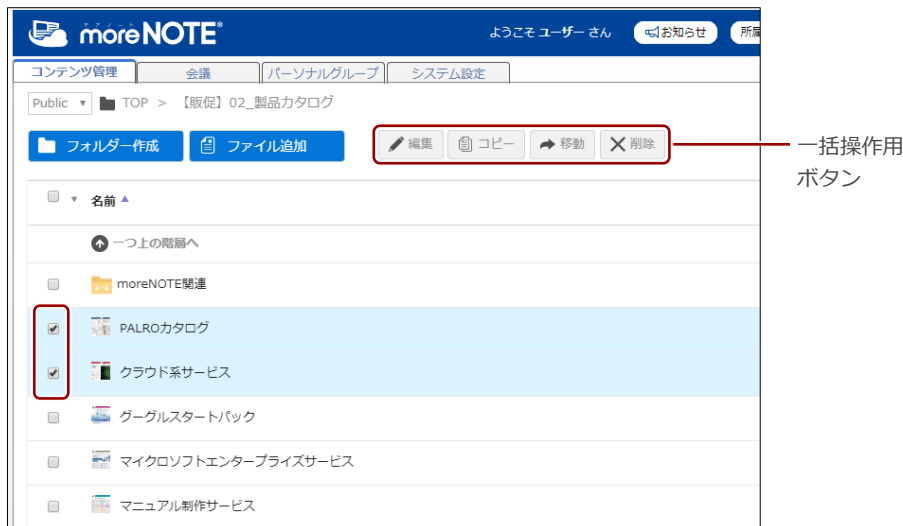 モアノート
moreNOTE®
ようこそ ユーザー さん
お知らせ
所属
コンテンツ管理
会議
パーソナルグループ
システム設定
Public ▼ TOP > 【販促】02_製品カタログ
フォルダー作成
ファイル追加
編集
コピー
移動
削除
一括操作用
ボタン
名前
一つ上の階層へ
moreNOTE関連
PALROカタログ
クラウド系サービス
グーグルスタートパック
マイクロソフトエンタープライズサービス
マニュアル制作サービス